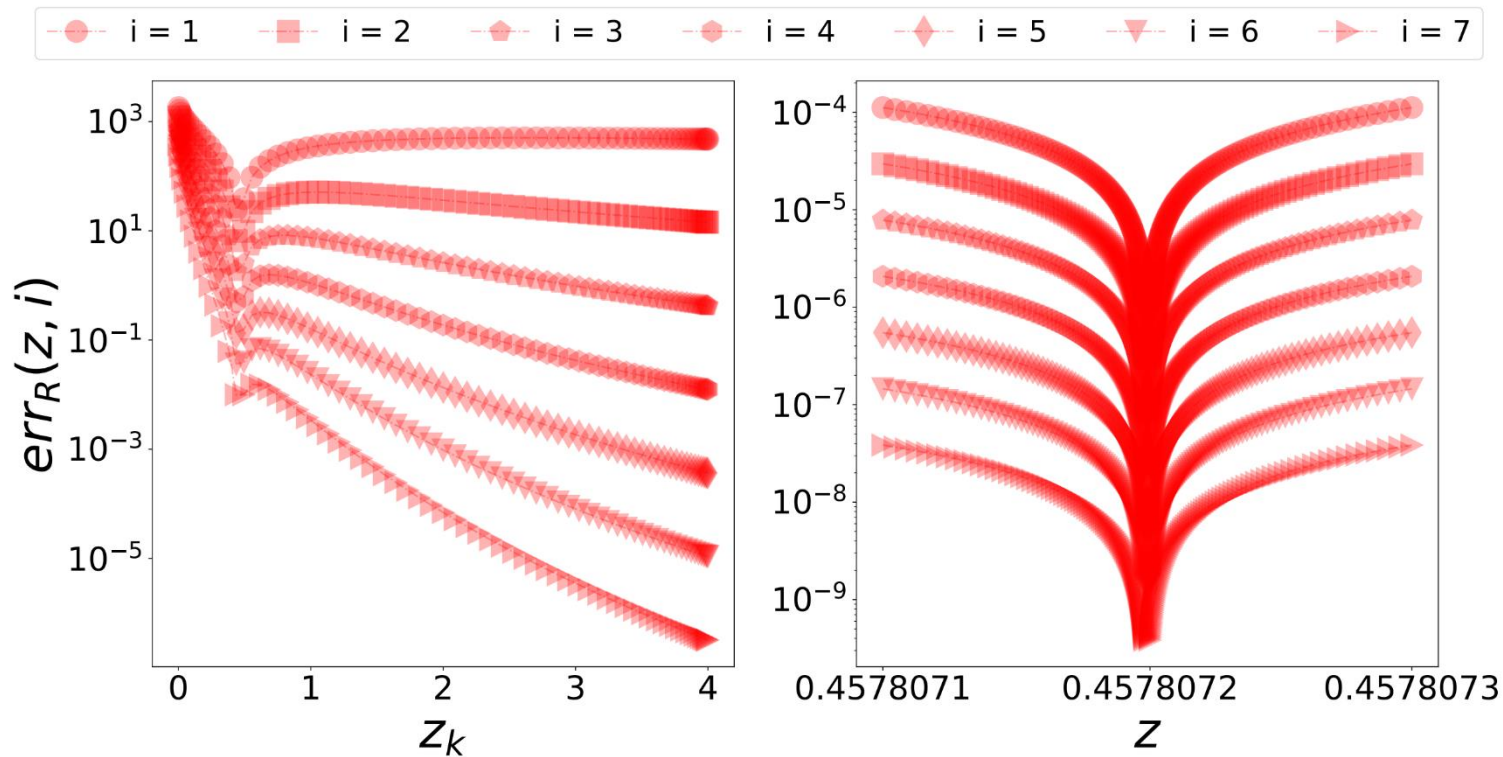 i = 1 i = 2 i = 3 i = 4 i = 5 i = 6 i = 7
err_R(z, i)
10^3
10^1
10^-1
10^-3
10^-5
0 1 2 3 4
z_k
10^-4
10^-5
10^-6
10^-7
10^-8
10^-9
0.4578071 0.4578072 0.4578073
z